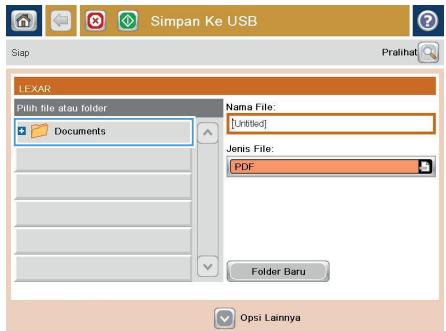 Simpan Ke USB
Siap
Pralihat
LEXAR
Pilih file atau folder
Documents
Nama File:
[Untitled]
Jenis File:
PDF
Folder Baru
Opsi Lainnya